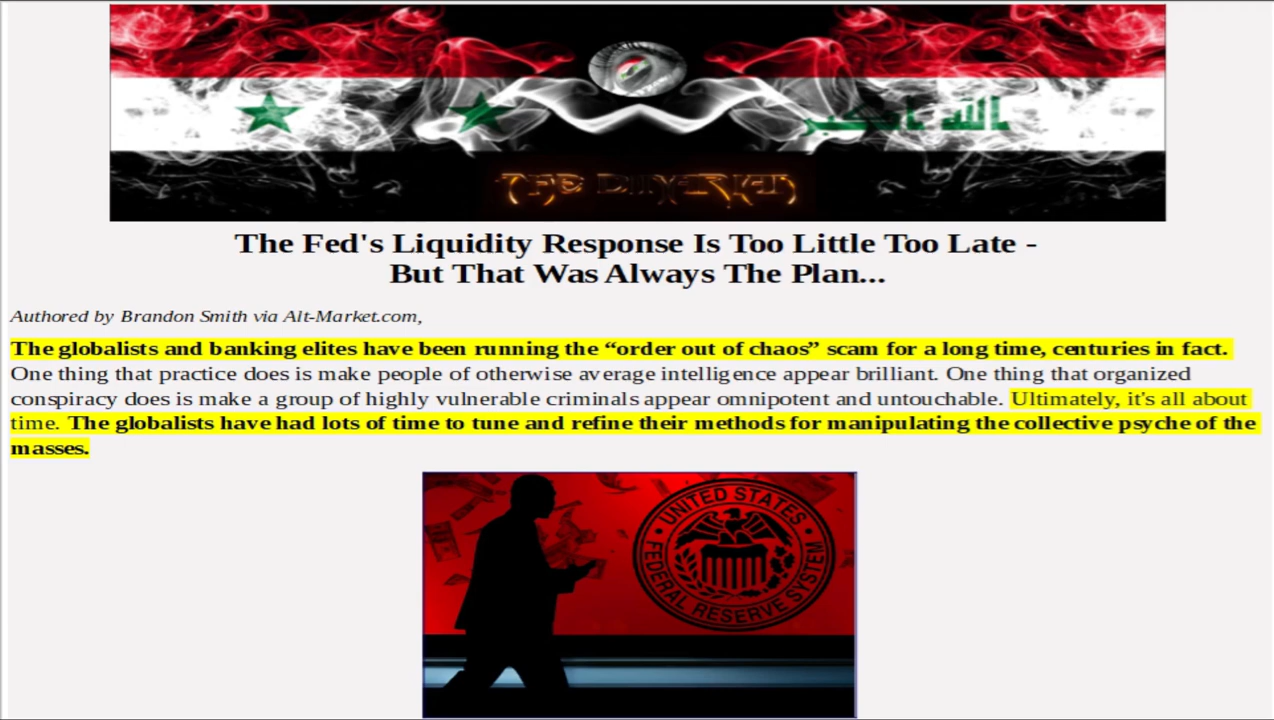 الله اكبر
THE DINARIAN
The Fed's Liquidity Response Is Too Little Too Late -
But That Was Always The Plan...
Authored by Brandon Smith via Alt-Market.com,
The globalists and banking elites have been running the “order out of chaos” scam for a long time, centuries in fact.
One thing that practice does is make people of otherwise average intelligence appear brilliant. One thing that organized
conspiracy does is make a group of highly vulnerable criminals appear omnipotent and untouchable. Ultimately, it's all about
time. The globalists have had lots of time to tune and refine their methods for manipulating the collective psyche of the
masses.
UNITED STATES
FEDERAL RESERVE SYSTEM